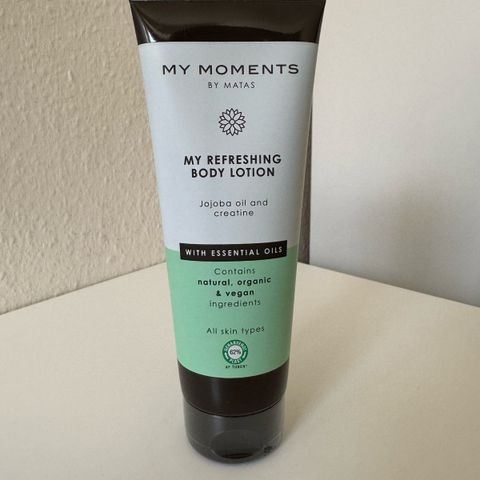 MY MOMENTS
BY MATAS
MY REFRESHING
BODY LOTION
Jojoba oil and
creatine
WITH ESSENTIAL OILS
Contains
natural, organic
& vegan
ingredients
All skin types
62%